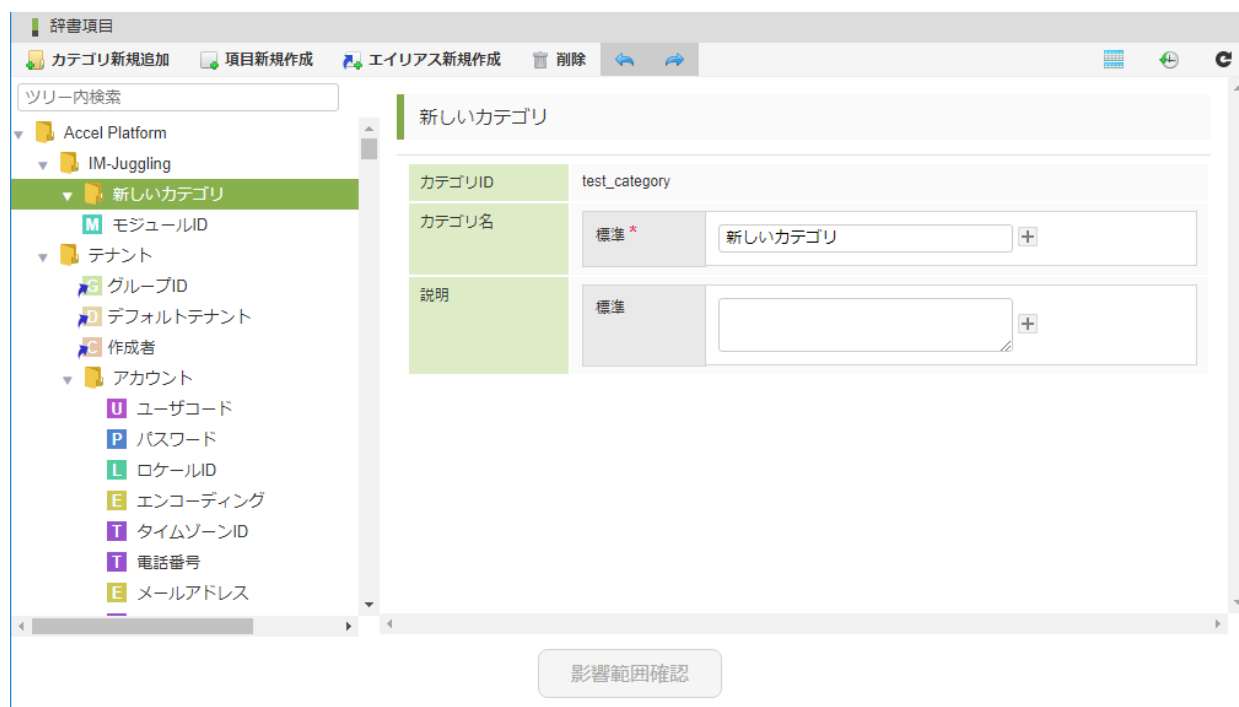 辞書項目
カテゴリ新規追加 項目新規作成 エイリアス新規作成 削除
ツリー内検索
Accel Platform
IM-Juggling
新しいカテゴリ
M モジュールID
テナント
G グループID
D デフォルトテナント
C 作成者
アカウント
U ユーザコード
P パスワード
L ロケールID
E エンコーディング
T タイムゾーンID
T 電話番号
E メールアドレス
新しいカテゴリ
カテゴリID test_category
カテゴリ名 標準 * 新しいカテゴリ
説明 標準
影響範囲確認